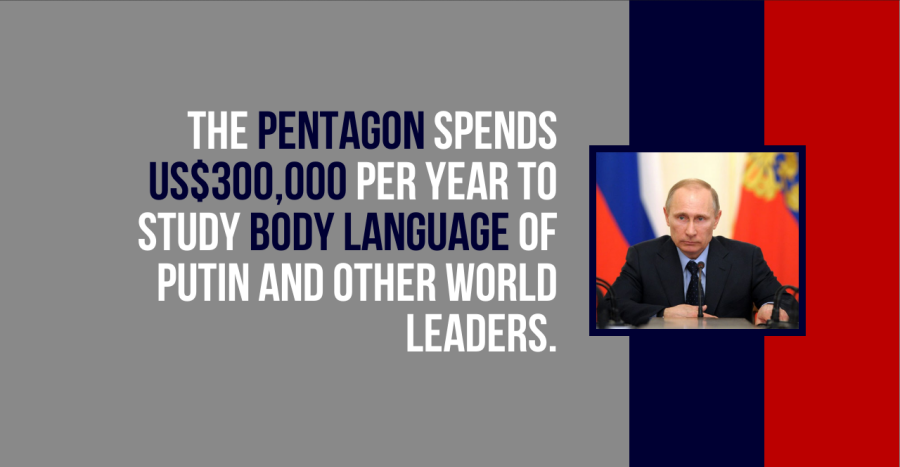 THE PENTAGON SPENDS
US$300,000 PER YEAR TO
STUDY BODY LANGUAGE OF
PUTIN AND OTHER WORLD
LEADERS.